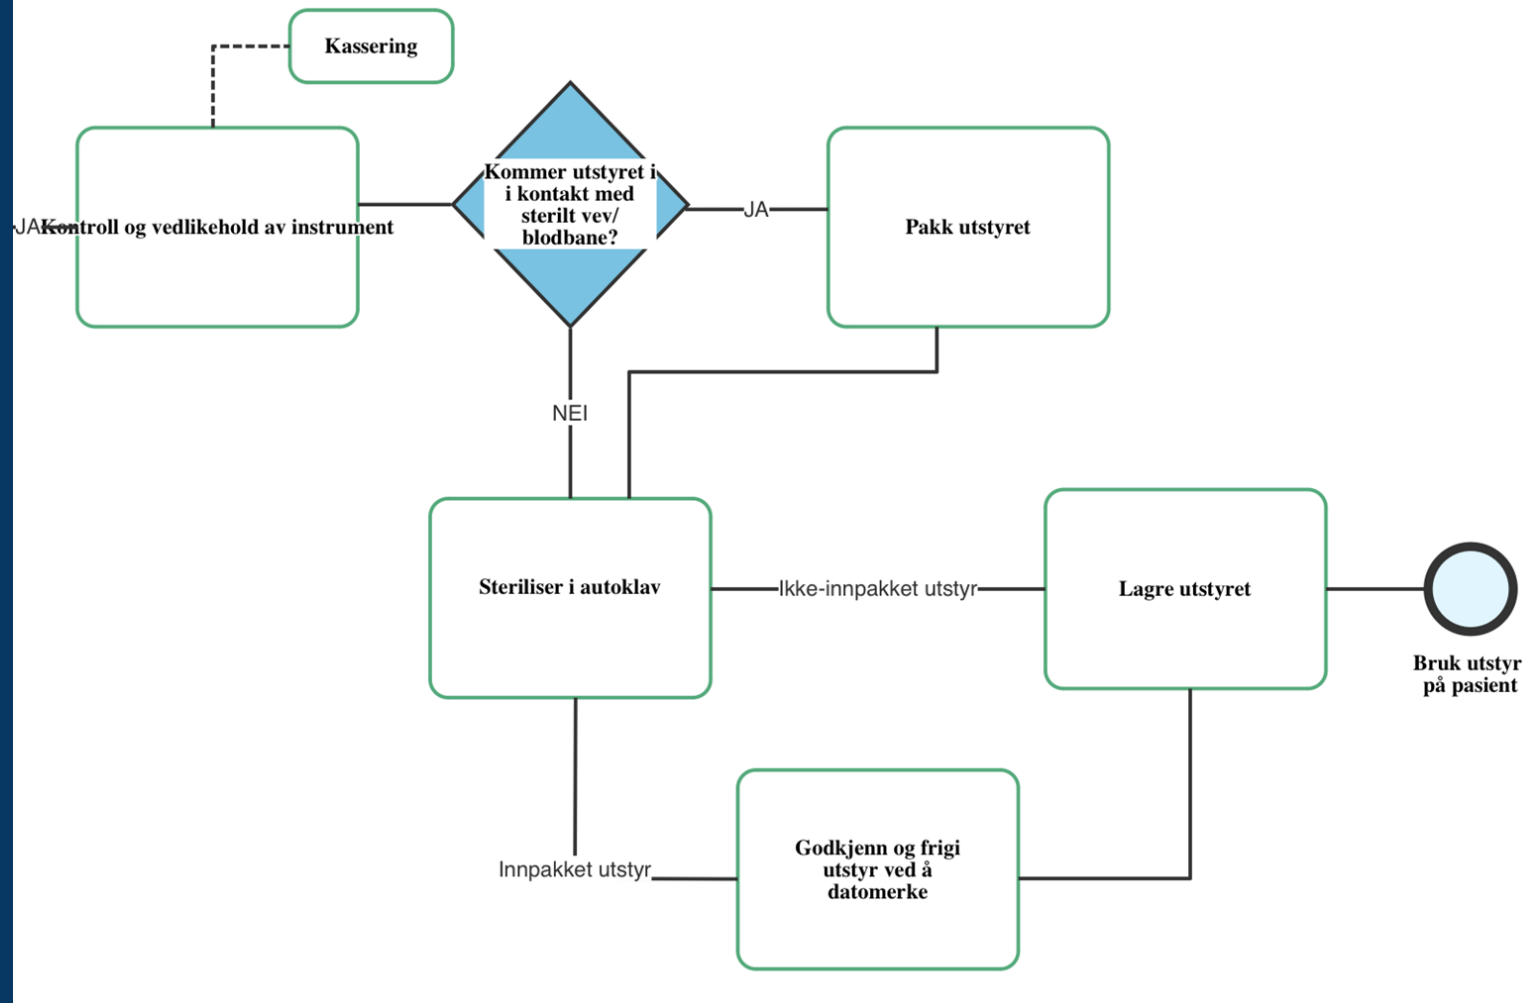 Kassering
JA
Kontroll og vedlikehold av instrument
Kommer utstyret i
i kontakt med
sterilt vev/
blodbane?
JA
Pakk utstyret
NEI
Steriliser i autoklav
Ikke-innpakket utstyr
Lagre utstyret
Bruk utstyr
på pasient
Innpakket utstyr
Godkjenn og frigi
utstyr ved å
datomerke